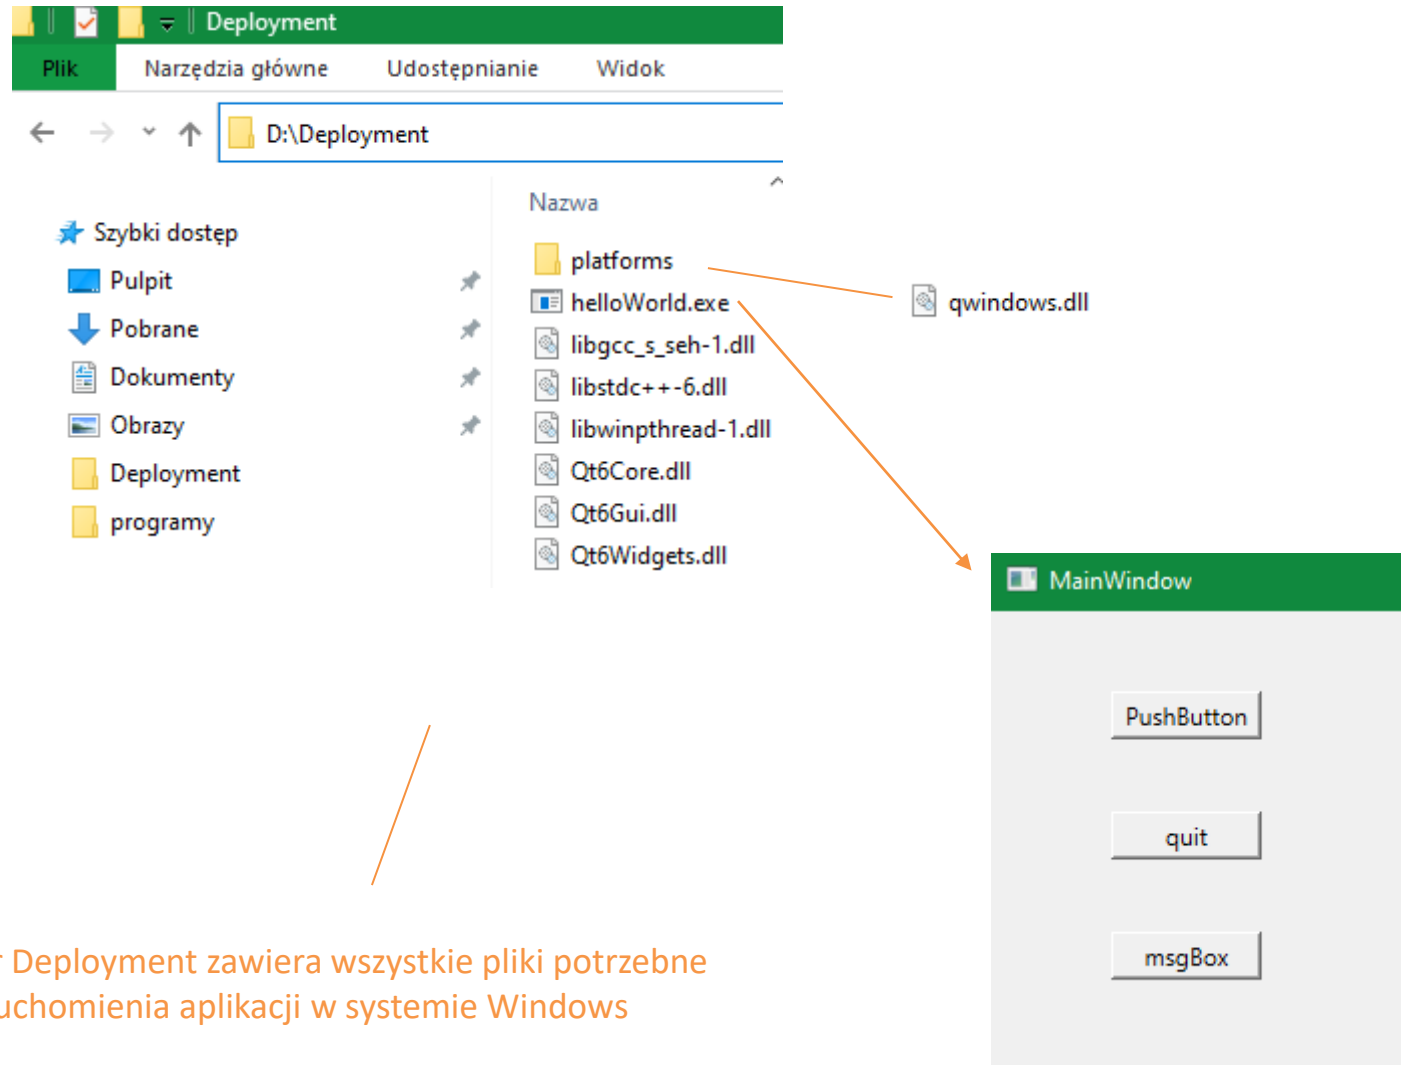 Deployment
Plik Narzędzia główne Udostępnianie Widok
D:\Deployment
Nazwa
Szybki dostęp
Pulpit
Pobrane
Dokumenty
Obrazy
Deployment
programy
platforms
helloWorld.exe
libgcc_s_seh-1.dll
libstdc++-6.dll
libwinpthread-1.dll
Qt6Core.dll
Qt6Gui.dll
Qt6Widgets.dll
qwindows.dll
MainWindow
PushButton
quit
msgBox
Deployment zawiera wszystkie pliki potrzebne
uchomienia aplikacji w systemie Windows